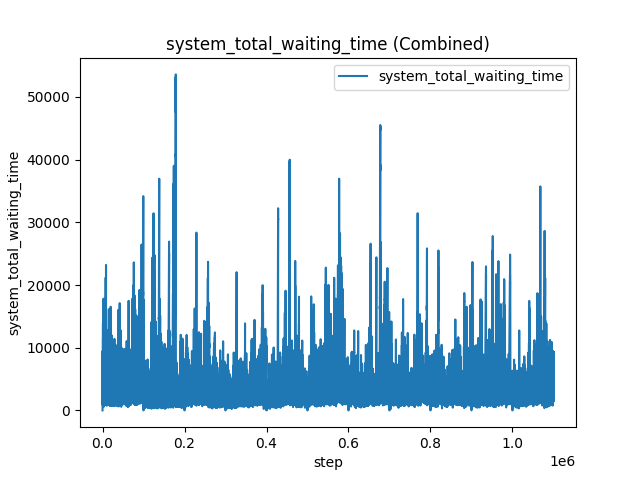 system_total_waiting_time (Combined)
system_total_waiting_time
50000
40000
30000
20000
10000
0
system_total_waiting_time
0.0 0.2 0.4 0.6 0.8 1.0
1e6
step